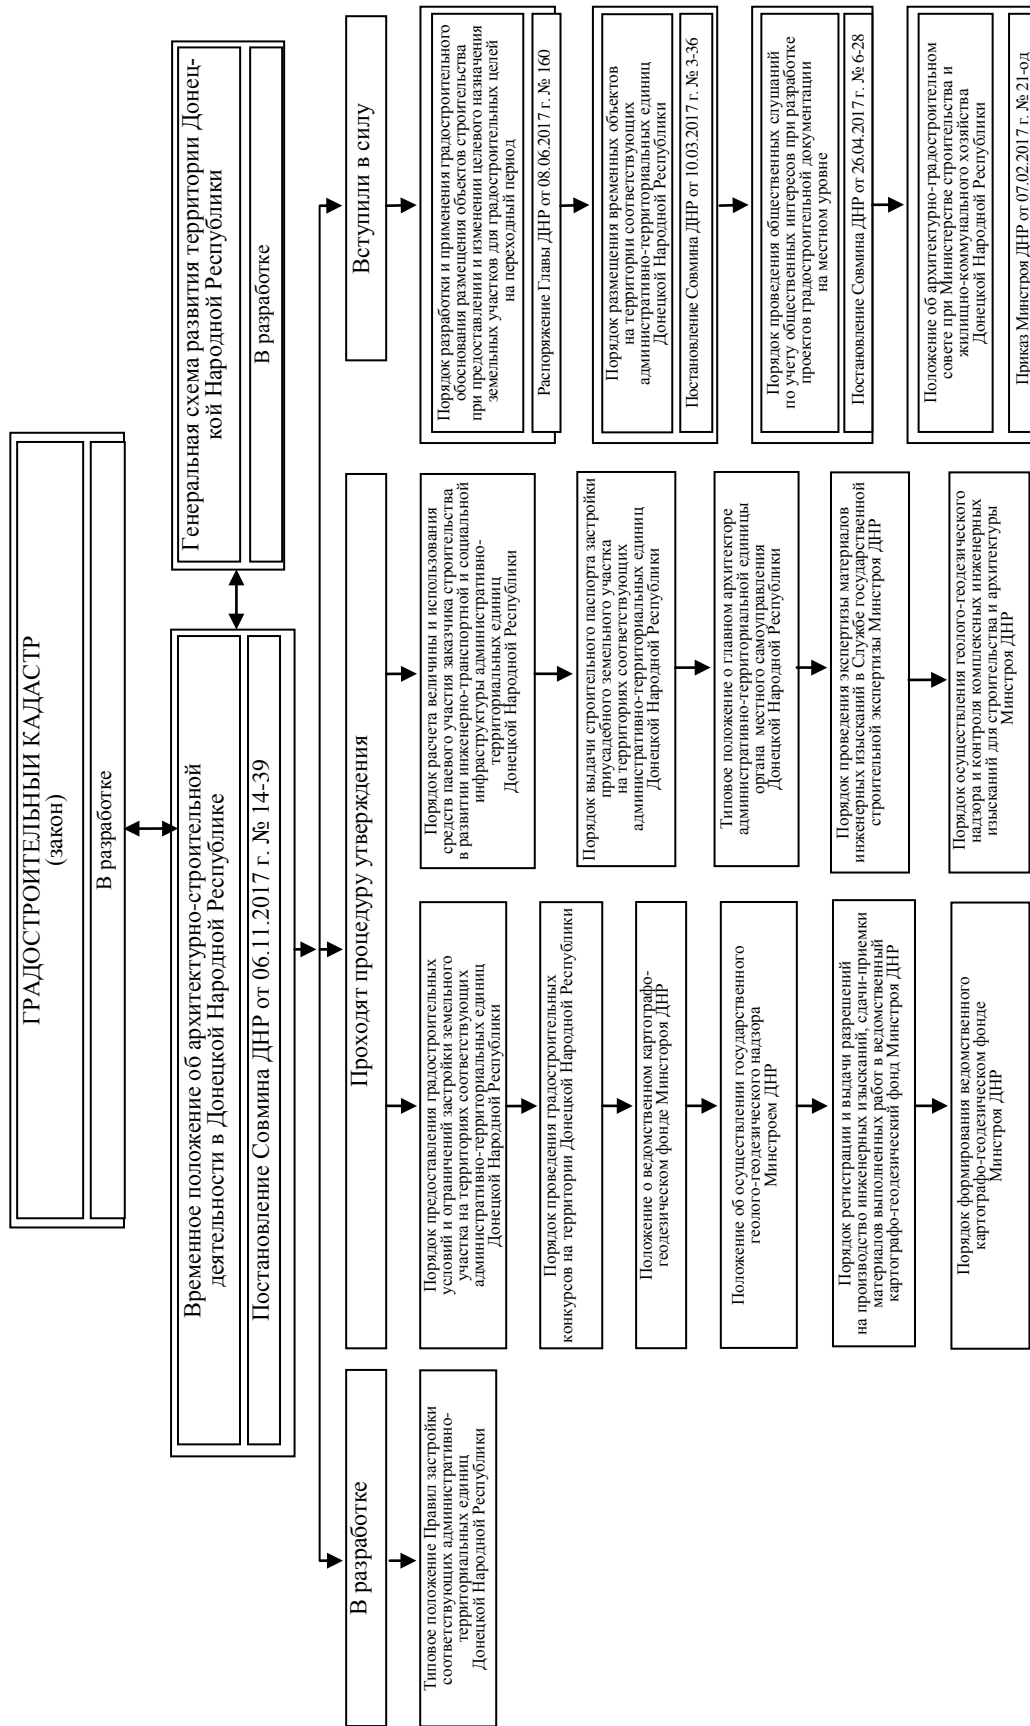 ГРАДОСТРОИТЕЛЬНЫЙ КАДАСТР
(закон)
В разработке
Временное положение об архитектурно-строительной
деятельности в Донецкой Народной Республике
Постановление Совмина ДНР от 06.11.2017 г. № 14-39
Генеральная схема развития территории Донец-
кой Народной Республики
В разработке
В разработке
Типовое положение Правил застройки
соответствующих административно-
территориальных единиц
Донецкой Народной Республики
Проходят процедуру утверждения
Порядок предоставления градостроительных
условий и ограничений застройки земельного
участка на территориях соответствующих
административно-территориальных единиц
Донецкой Народной Республики
Порядок проведения градостроительных
конкурсов на территории Донецкой Народной Республики
Положение о ведомственном картографо-
геодезическом фонде Минстороя ДНР
Положение об осуществлении государственного
геолого-геодезического надзора
Минстроем ДНР
Порядок регистрации и выдачи разрешений
на производство инженерных изысканий, сдачи-приемки
материалов выполненных работ в ведомственный
картографо-геодезический фонд Минстроя ДНР
Порядок формирования ведомственного
картографо-геодезическом фонде
Минстроя ДНР
Порядок расчета величины и использования
средств паевого участия заказчика строительства
в развитии инженерно-транспортной и социальной
инфраструктуры административно-
территориальных единиц
Донецкой Народной Республики
Порядок выдачи строительного паспорта застройки
приусадебного земельного участка
на территориях соответствующих
административно-территориальных единиц
Донецкой Народной Республики
Типовое положение о главном архитекторе
административно-территориальной единицы
органа местного самоуправления
Донецкой Народной Республики
Порядок проведения экспертизы материалов
инженерных изысканий в Службе государственной
строительной экспертизы Минстроя ДНР
Порядок осуществления геолого-геодезического
надзора и контроля комплексных инженерных
изысканий для строительства и архитектуры
Минстроя ДНР
Вступили в силу
Порядок разработки и применения градостроительного
обоснования размещения объектов строительства
при предоставлении и изменении целевого назначения
земельных участков для градостроительных целей
на переходный период
Распоряжение Главы ДНР от 08.06.2017 г. № 160
Порядок размещения временных объектов
на территории соответствующих
административно-территориальных единиц
Донецкой Народной Республики
Постановление Совмина ДНР от 10.03.2017 г. № 3-36
Порядок проведения общественных слушаний
по учету общественных интересов при разработке
проектов градостроительной документации
на местном уровне
Постановление Совмина ДНР от 26.04.2017 г. № 6-28
Положение об архитектурно-градостроительном
совете при Министерстве строительства и
жилищно-коммунального хозяйства
Донецкой Народной Республики
Приказ Минстроя ДНР от 07.02.2017 г. № 21-од